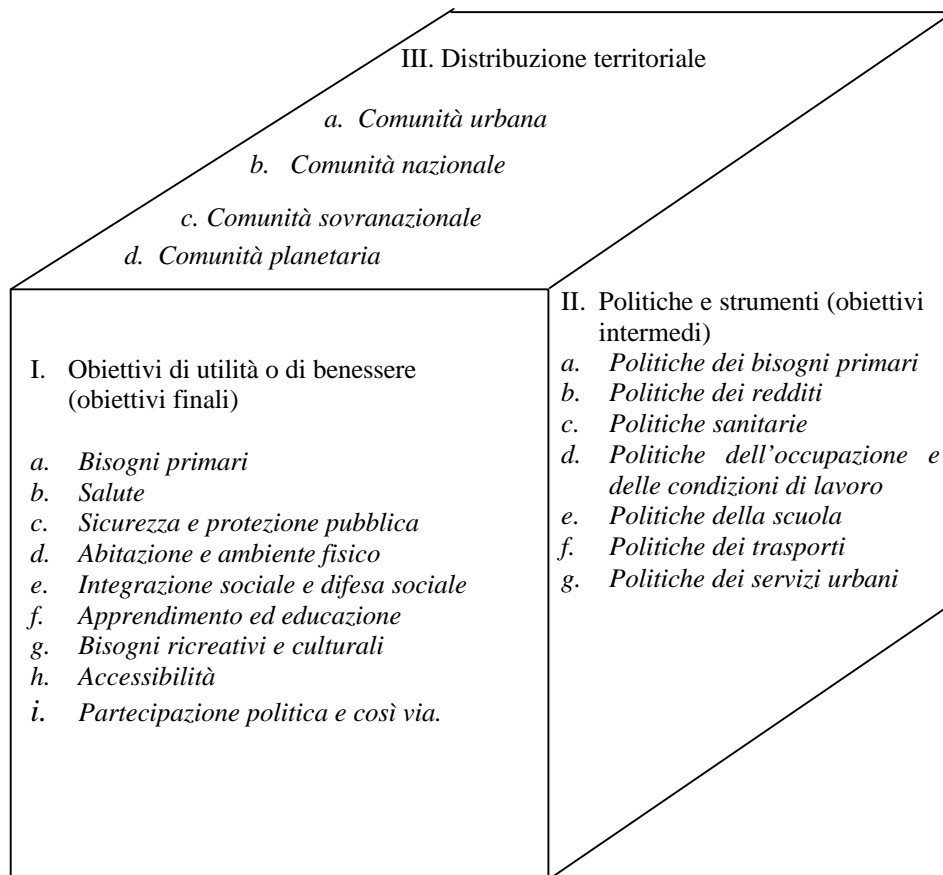 III. Distribuzione territoriale
a. Comunità urbana
b. Comunità nazionale
c. Comunità sovranazionale
d. Comunità planetaria
I. Obiettivi di utilità o di benessere
(obiettivi finali)
a. Bisogni primari
b. Salute
c. Sicurezza e protezione pubblica
d. Abitazione e ambiente fisico
e. Integrazione sociale e difesa sociale
f. Apprendimento ed educazione
g. Bisogni ricreativi e culturali
h. Accessibilità
i. Partecipazione politica e così via.
II. Politiche e strumenti (obiettivi
intermedi)
a. Politiche dei bisogni primari
b. Politiche dei redditi
c. Politiche sanitarie
d. Politiche dell'occupazione e
delle condizioni di lavoro
e. Politiche della scuola
f. Politiche dei trasporti
g. Politiche dei servizi urbani